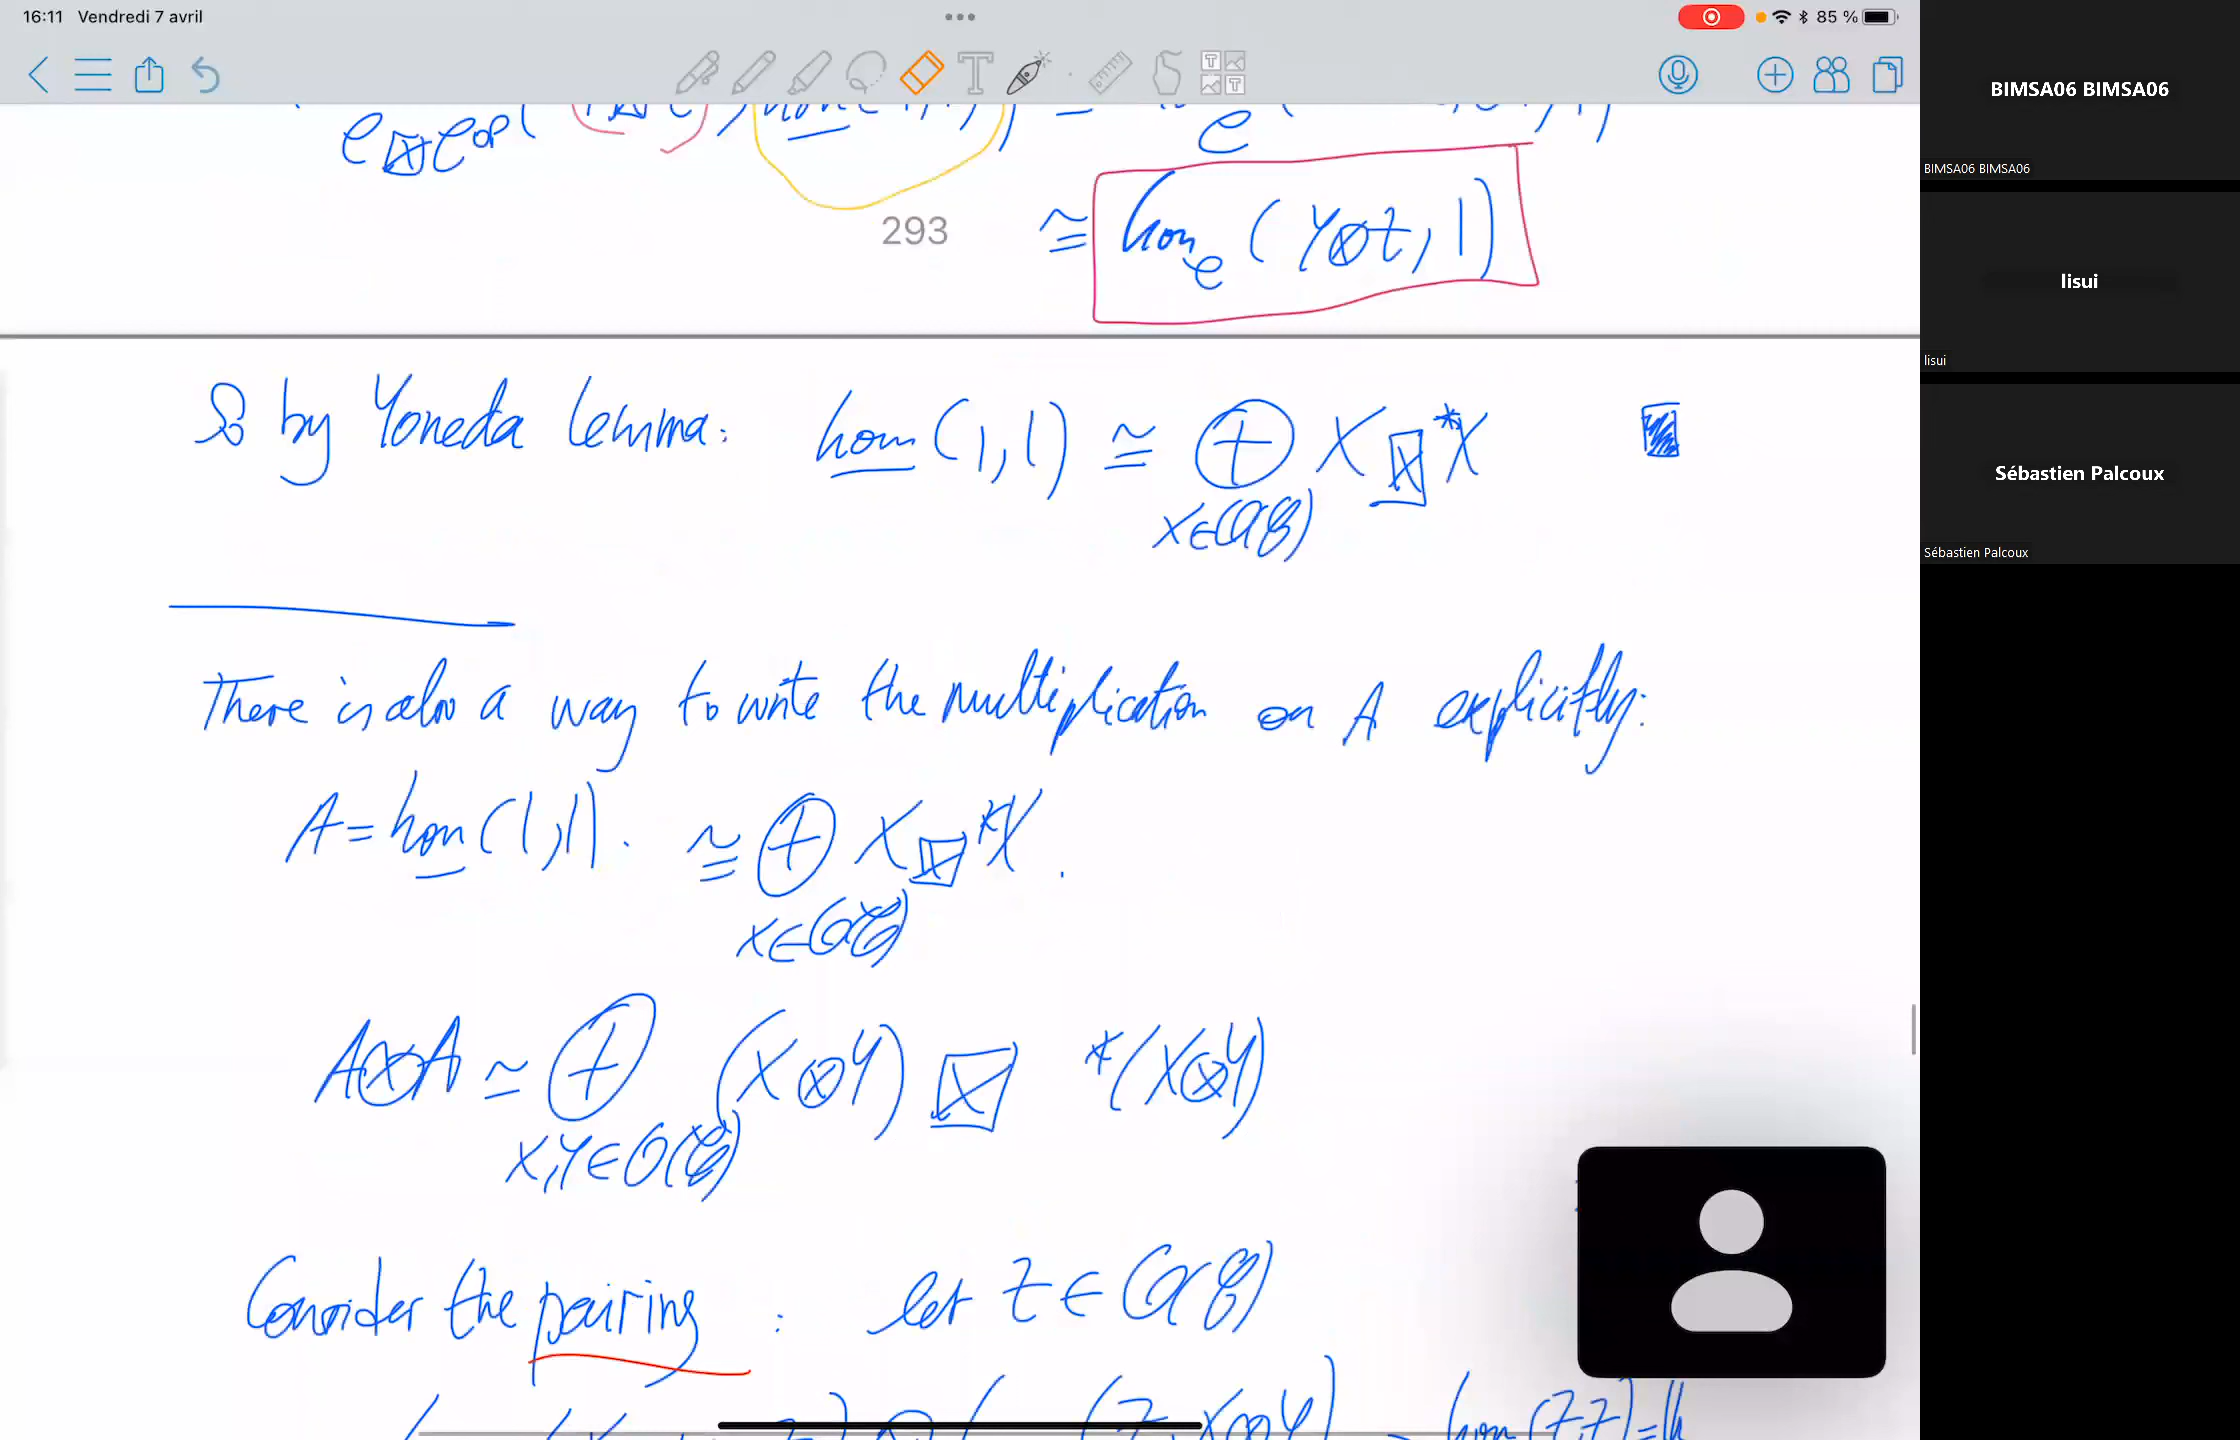 16:11 Vendredi 7 avril
85 %
C⊠C^op( ) =
C
293
≅ hom_C (Y⊗Z, 1)
So by Yoneda lemma: hom(1,1) ≅ ⊕ X ⊠ *X
X∈O(C)
There is also a way to write the multiplication on A explicitly:
A = hom(1,1). ≅ ⊕ X ⊠ *X .
X∈O(C)
A⊗A ≃ ⊕ (X⊗Y) ⊠ *(X⊗Y)
X,Y∈O(C)
Consider the pairing : let Z ∈ O(C)
(Z, X⊗Y) hom(Z,Z)=k
BIMSA06 BIMSA06
BIMSA06 BIMSA06
lisui
lisui
Sébastien Palcoux
Sébastien Palcoux